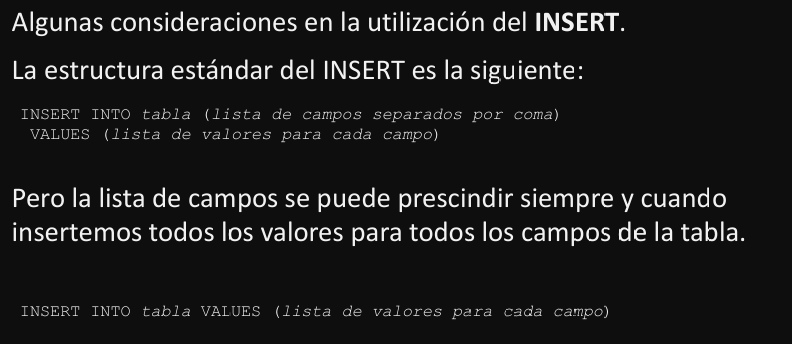 Algunas consideraciones en la utilización del INSERT.
La estructura estándar del INSERT es la siguiente:
INSERT INTO tabla (lista de campos separados por coma)
VALUES (lista de valores para cada campo)
Pero la lista de campos se puede prescindir siempre y cuando
insertemos todos los valores para todos los campos de la tabla.
INSERT INTO tabla VALUES (lista de valores para cada campo)